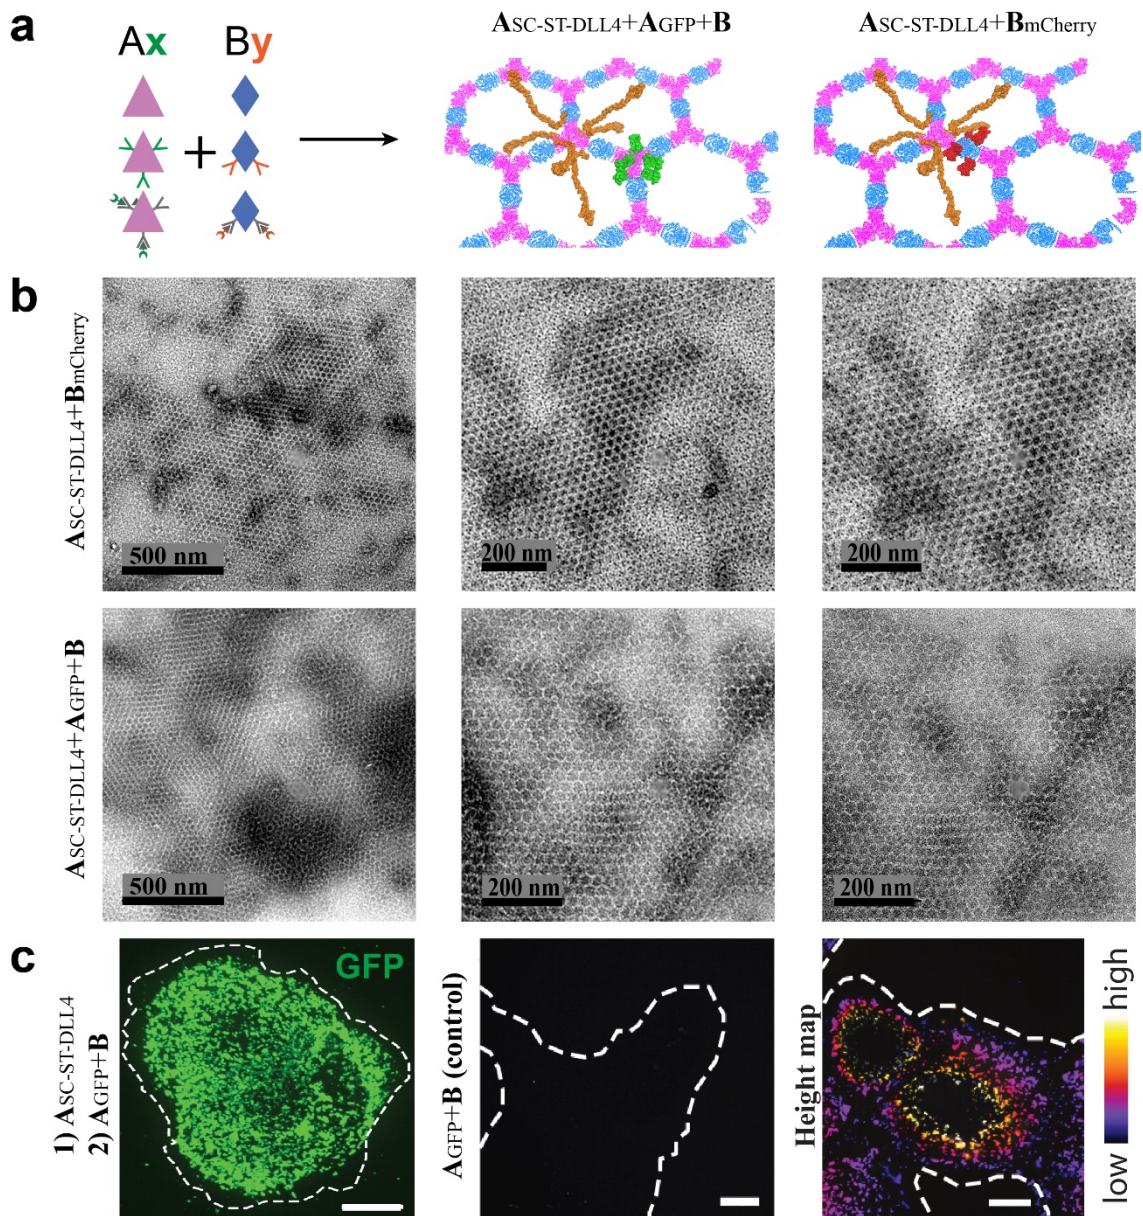 a
Ax
+
By
ASC-ST-DLL4+AGFP+B
ASC-ST-DLL4+BmCherry
b
ASC-ST-DLL4+BmCherry
500 nm
200 nm
200 nm
ASC-ST-DLL4+AGFP+B
500 nm
200 nm
200 nm
c
1) ASC-ST-DLL4
2) AGFP+B
GFP
AGFP+B (control)
Height map
low
high